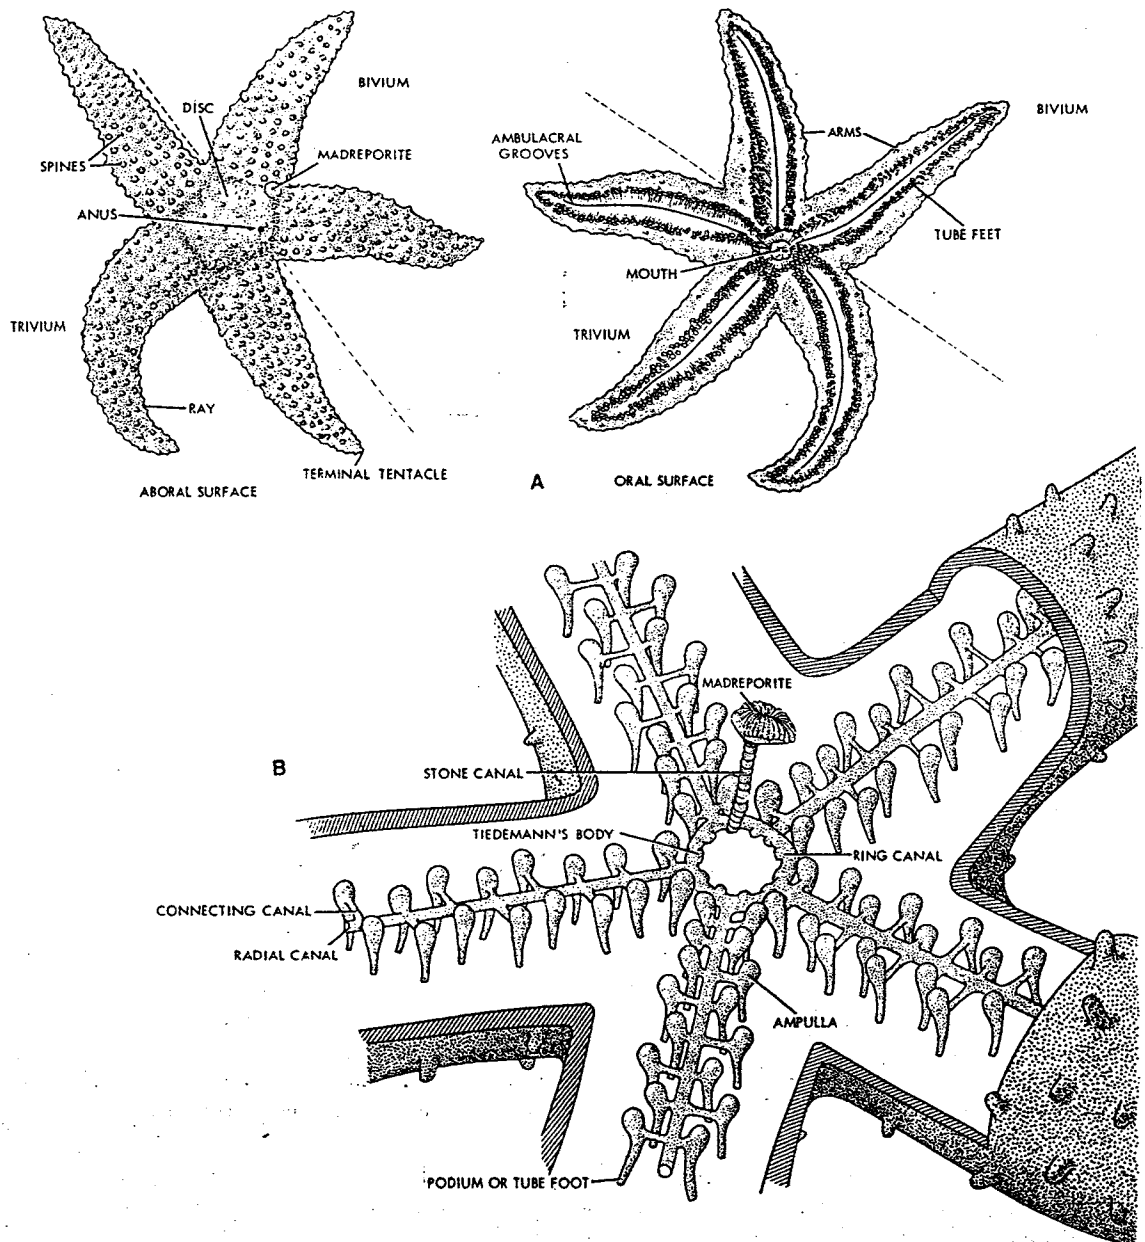 BIVIUM
DISC
MADREPORITE
SPINES
ANUS
TRIVIUM
RAY
TERMINAL TENTACLE
ABORAL SURFACE
A
BIVIUM
ARMS
AMBULACRAL
GROOVES
TUBE FEET
MOUTH
TRIVIUM
ORAL SURFACE
MADREPORITE
B
STONE CANAL
TIEDEMANN'S BODY
RING CANAL
CONNECTING CANAL
RADIAL CANAL
AMPULLA
PODIUM OR TUBE FOOT